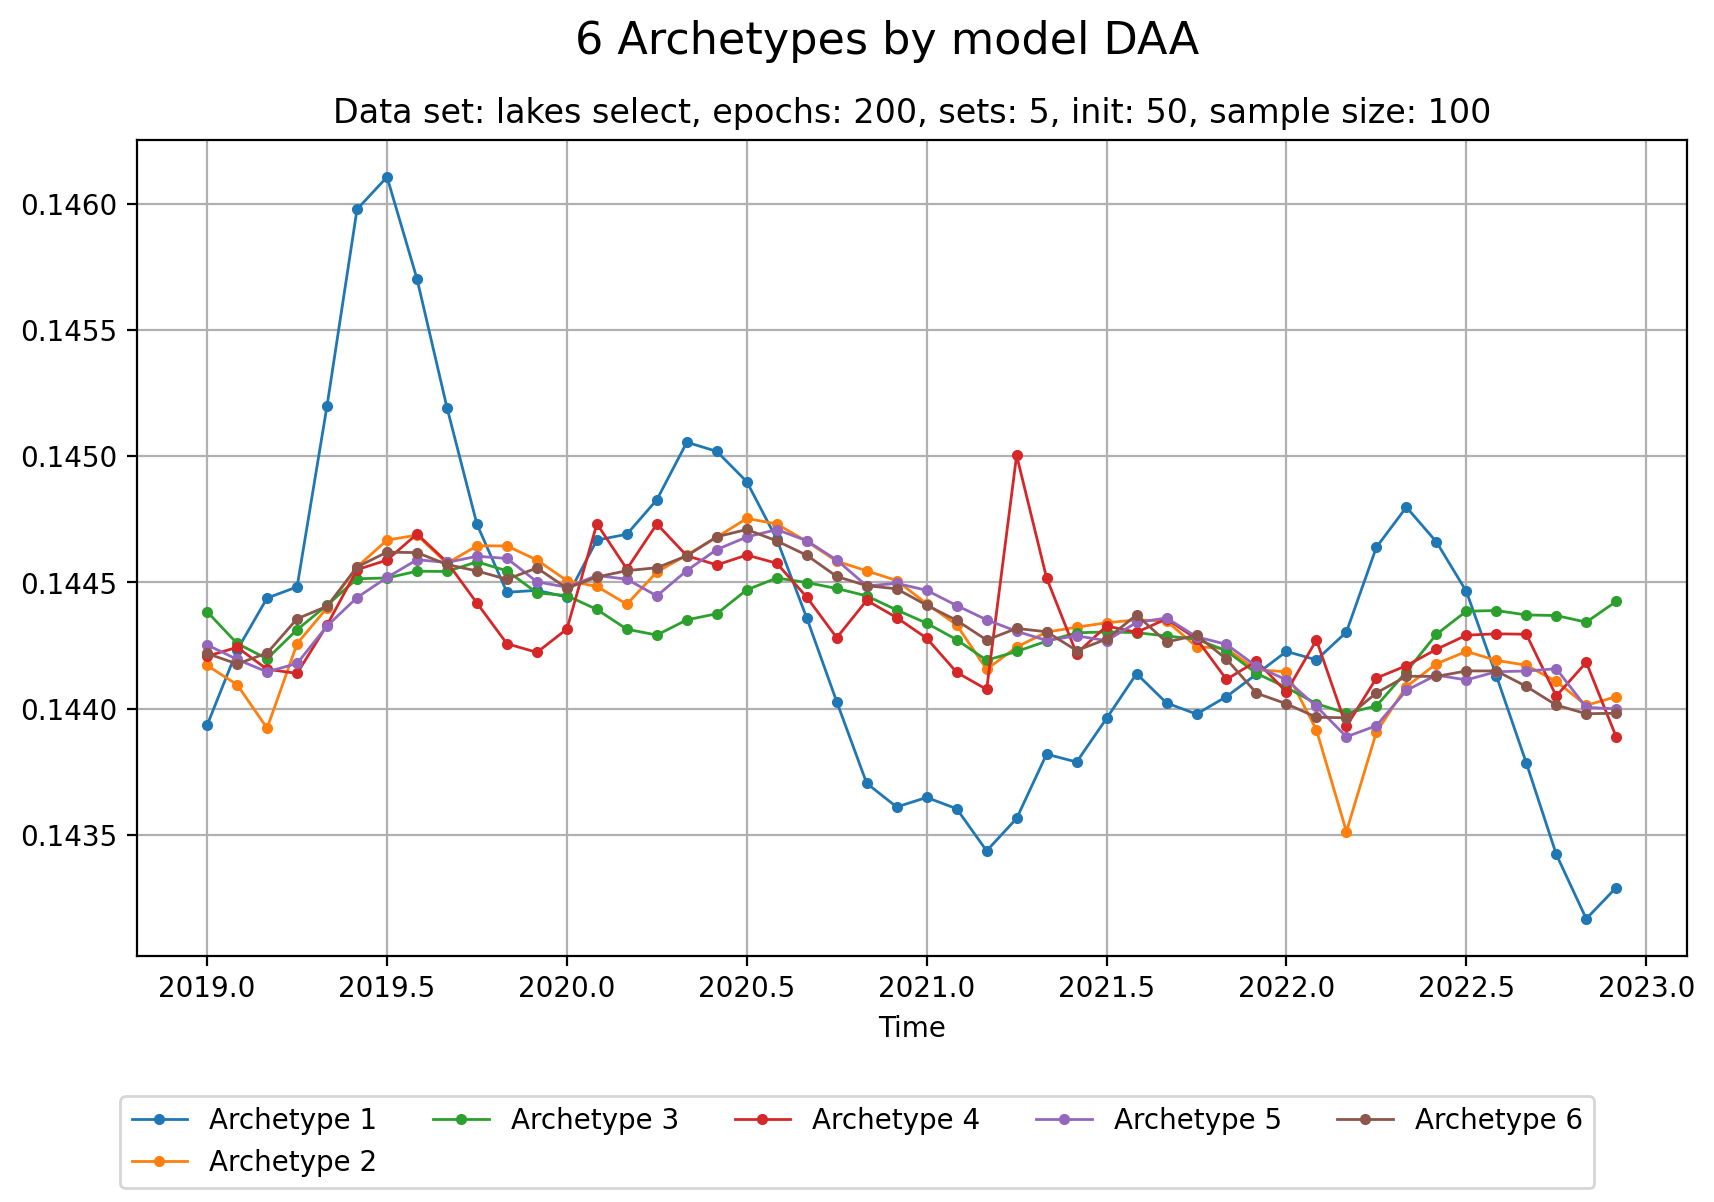 6 Archetypes by model DAA
Data set: lakes select, epochs: 200, sets: 5, init: 50, sample size: 100
0.1460
0.1455
0.1450
0.1445
0.1440
0.1435
2019.0 2019.5 2020.0 2020.5 2021.0 2021.5 2022.0 2022.5 2023.0
Time
Archetype 1 Archetype 3 Archetype 4 Archetype 5 Archetype 6
Archetype 2